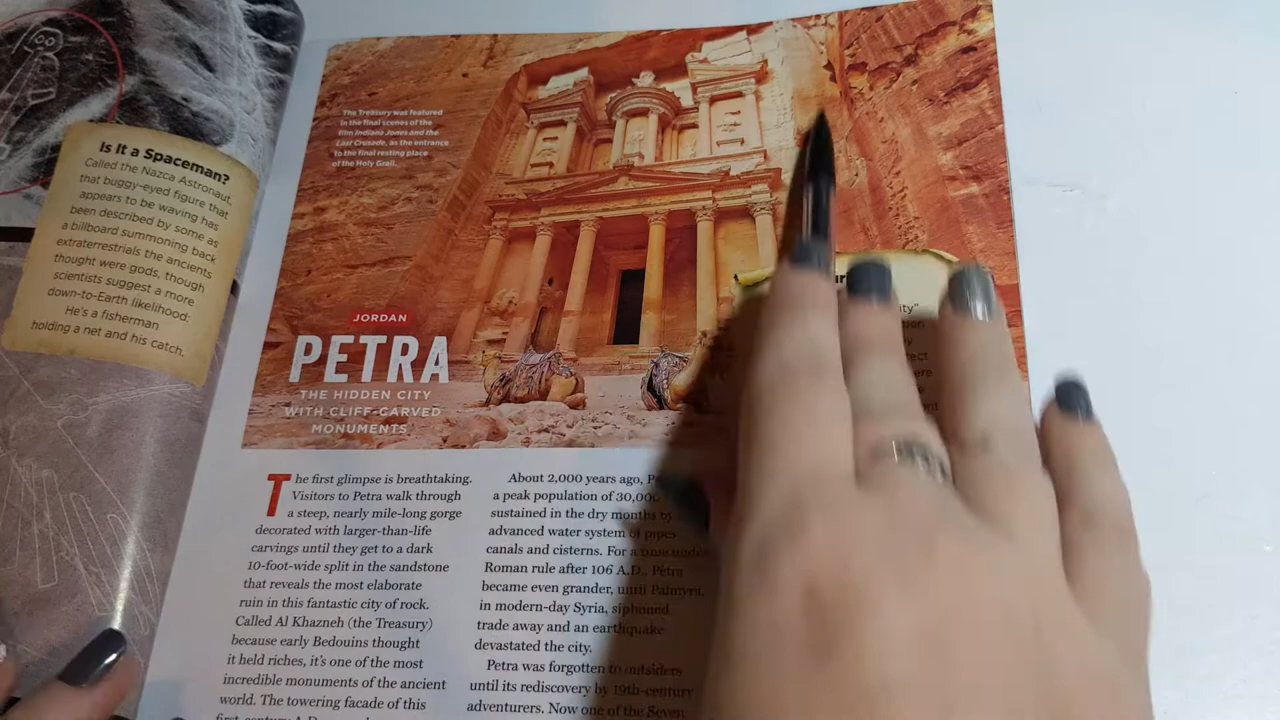 Is It a Spaceman?
Called the Nazca Astronaut,
that buggy-eyed figure that
appears to be waving has
been described by some as
a billboard summoning back
extraterrestrials the ancients
thought were gods, though
scientists suggest a more
down-to-Earth likelihood:
He's a fisherman
holding a net and his catch.
The Treasury was featured
in the final scenes of the
film Indiana Jones and the
Last Crusade, as the entrance
to the final resting place
of the Holy Grail.
JORDAN
PETRA
THE HIDDEN CITY
WITH CLIFF-CARVED
MONUMENTS
The first glimpse is breathtaking.
Visitors to Petra walk through
a steep, nearly mile-long gorge
decorated with larger-than-life
carvings until they get to a dark
10-foot-wide split in the sandstone
that reveals the most elaborate
ruin in this fantastic city of rock.
Called Al Khazneh (the Treasury)
because early Bedouins thought
it held riches, it's one of the most
incredible monuments of the ancient
world. The towering facade of this
About 2,000 years ago,
a peak population of 30,000
sustained in the dry months by
advanced water system of pipes
canals and cisterns. For a time under
Roman rule after 106 A.D., Petra
became even grander, until Palmyra,
in modern-day Syria, siphoned
trade away and an earthquake
devastated the city.
Petra was forgotten to outsiders
until its rediscovery by 19th-century
adventurers. Now one of the Seven